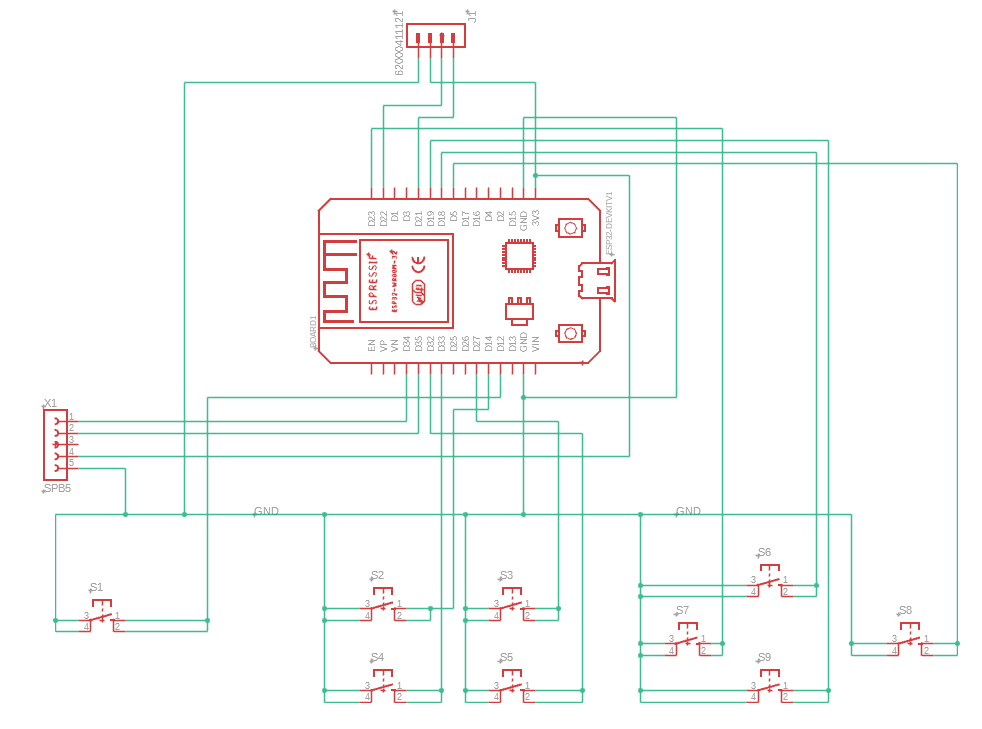 62000411121
J1
D23
D22
D1
D3
D21
D19
D18
D5
D17
D16
D4
D2
D15
GND
3V3
ESP32-DEVKITV1
ESPRESSIF
ESP32-WROOM-32
CE
BOARD1
EN
VP
VN
D34
D35
D32
D33
D25
D26
D27
D14
D12
D13
GND
VIN
X1
1
2
3
4
5
SPB5
GND
GND
S1
3 1
4 2
S2
3 1
4 2
S3
3 1
4 2
S4
3 1
4 2
S5
3 1
4 2
S6
3 1
4 2
S7
3 1
4 2
S8
3 1
4 2
S9
3 1
4 2